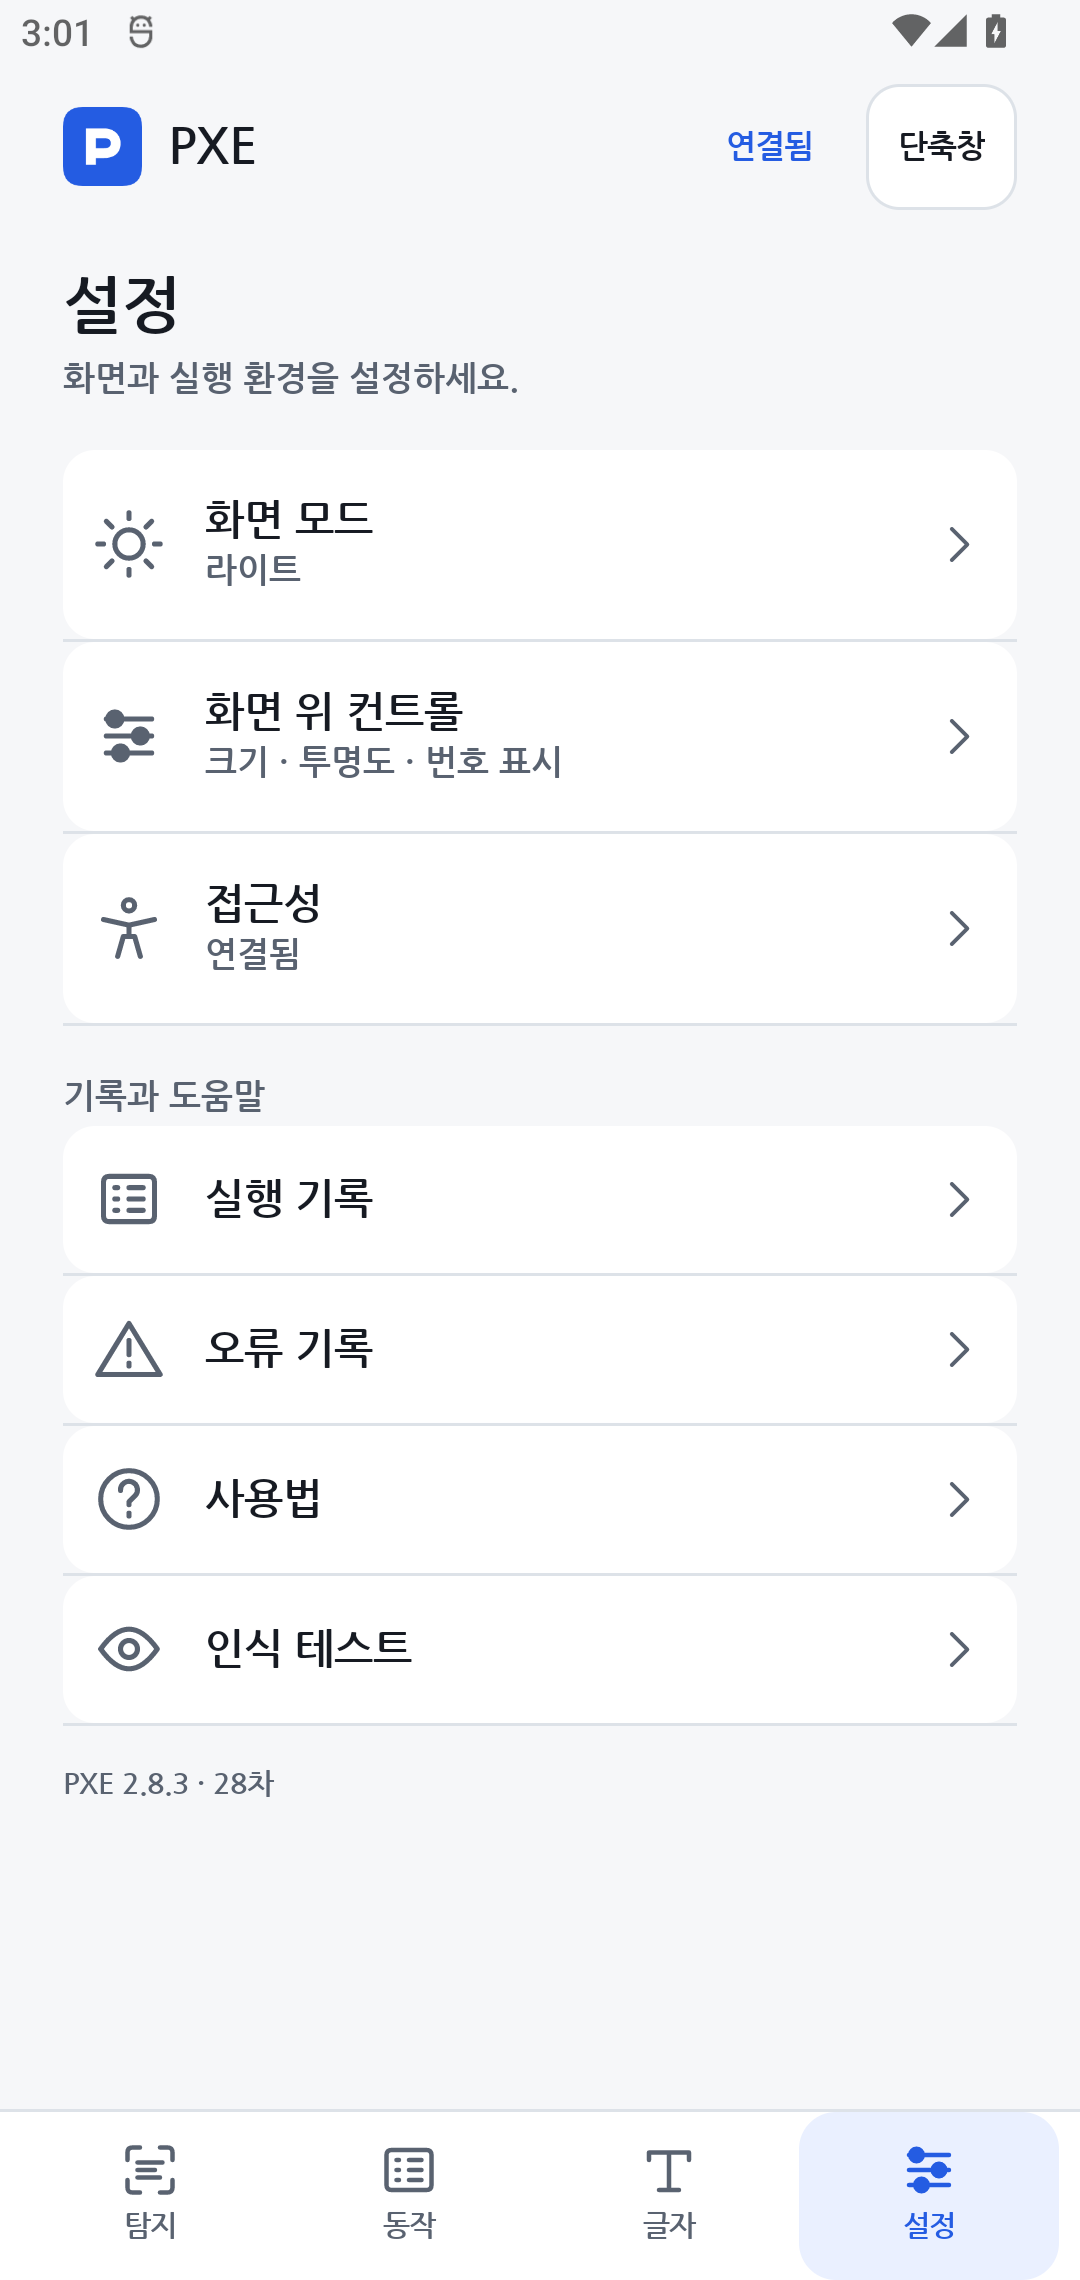 3:01
PXE
연결됨
단축창
설정
화면과 실행 환경을 설정하세요.
화면 모드
라이트
화면 위 컨트롤
크기 · 투명도 · 번호 표시
접근성
연결됨
기록과 도움말
실행 기록
오류 기록
사용법
인식 테스트
PXE 2.8.3 · 28차
탐지
동작
글자
설정